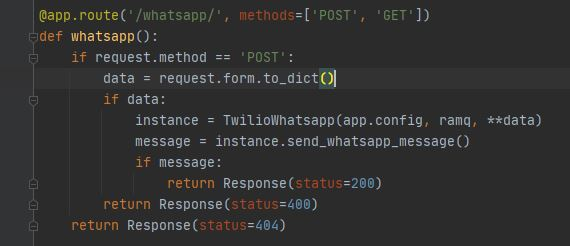 @app.route('/whatsapp/', methods=['POST', 'GET'])
def whatsapp():
    if request.method == 'POST':
        data = request.form.to_dict()
        if data:
            instance = TwilioWhatsapp(app.config, ramq, **data)
            message = instance.send_whatsapp_message()
            if message:
                return Response(status=200)
        return Response(status=400)
    return Response(status=404)